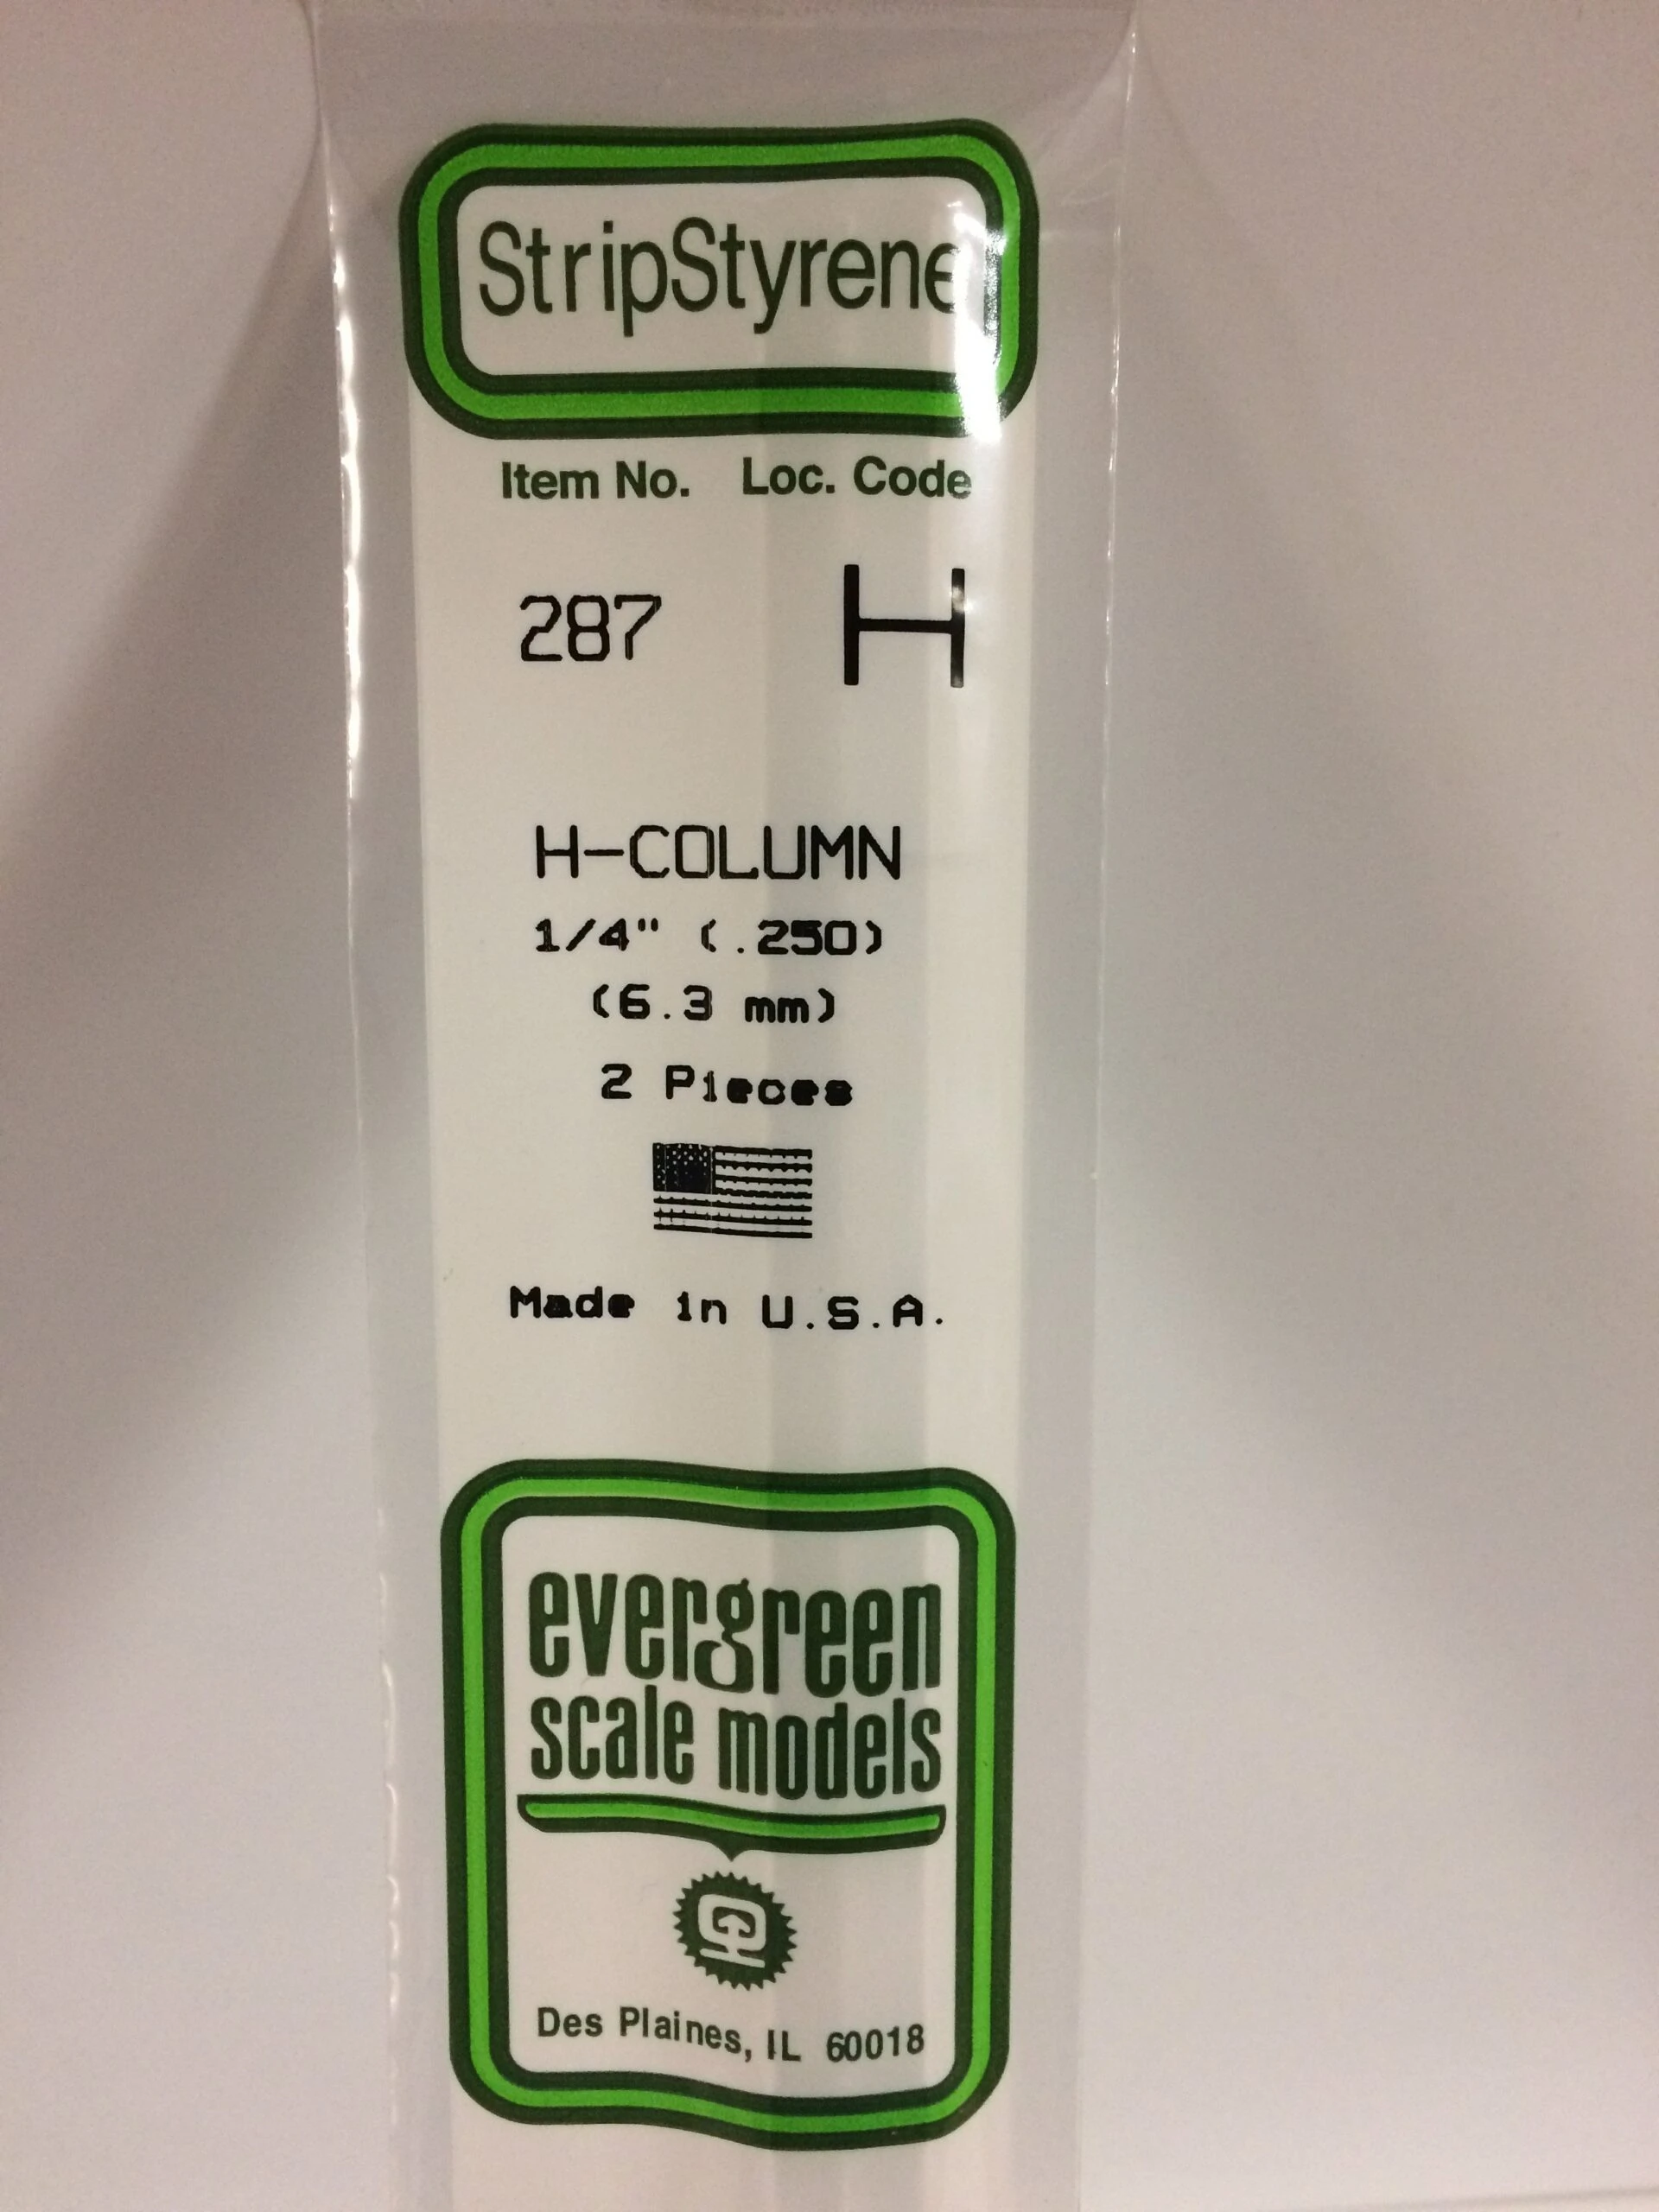 StripStyrene
Item No. Loc. Code
287 H
H-COLUMN
1/4" (.250)
(6.3 mm)
2 Pieces
Made in U.S.A.
evergreen
scale models
Des Plaines, IL 60018